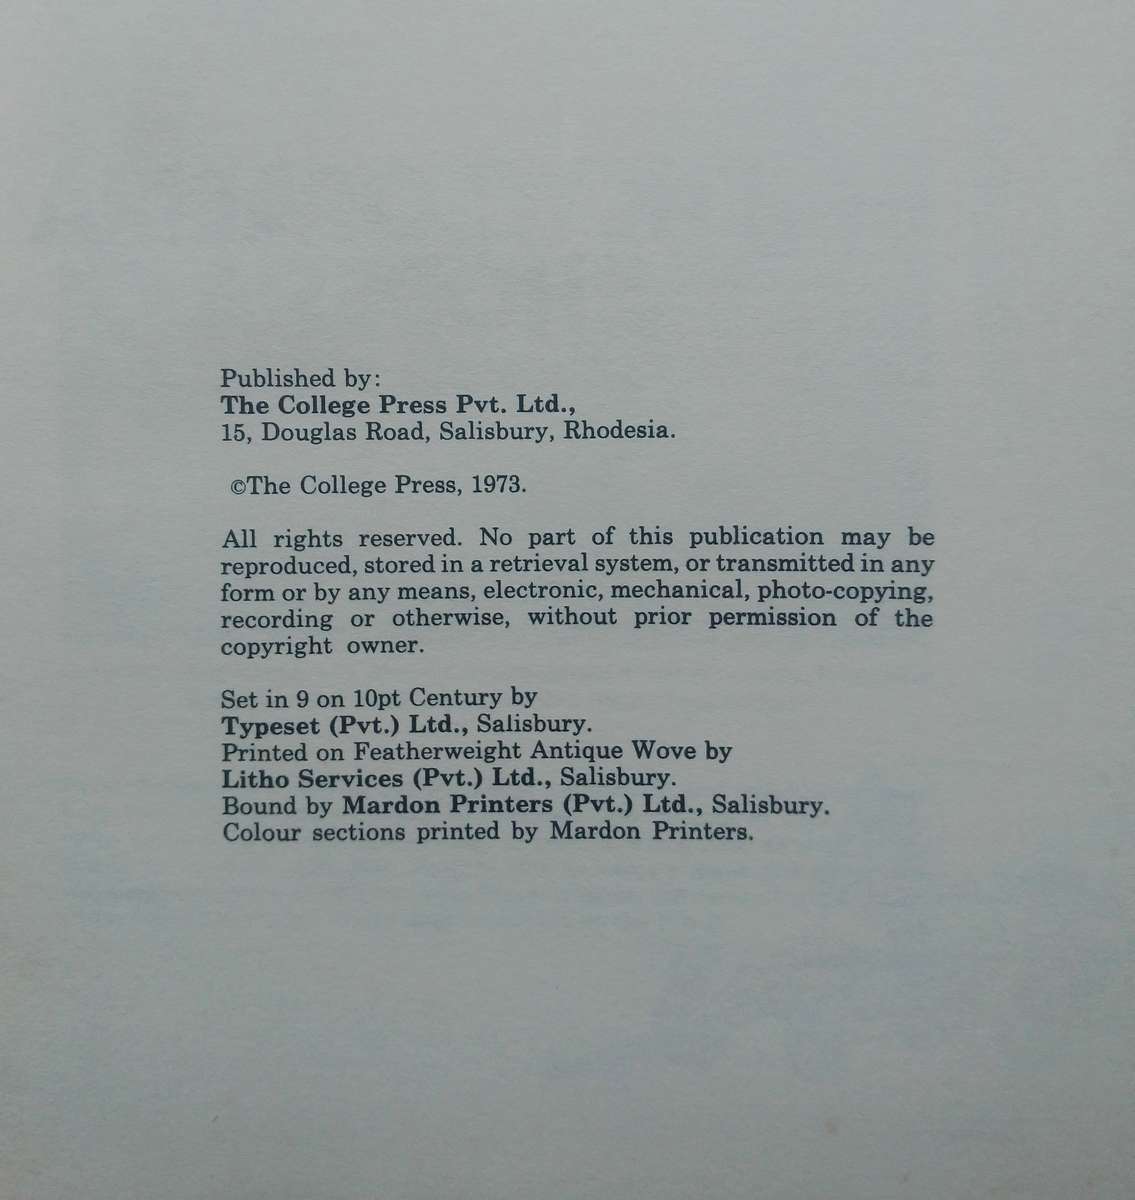 Published by:
The College Press Pvt. Ltd.,
15, Douglas Road, Salisbury, Rhodesia.
©The College Press, 1973.
All rights reserved. No part of this publication may be
reproduced, stored in a retrieval system, or transmitted in any
form or by any means, electronic, mechanical, photo-copying,
recording or otherwise, without prior permission of the
copyright owner.
Set in 9 on 10pt Century by
Typeset (Pvt.) Ltd., Salisbury.
Printed on Featherweight Antique Wove by
Litho Services (Pvt.) Ltd., Salisbury.
Bound by Mardon Printers (Pvt.) Ltd., Salisbury.
Colour sections printed by Mardon Printers.